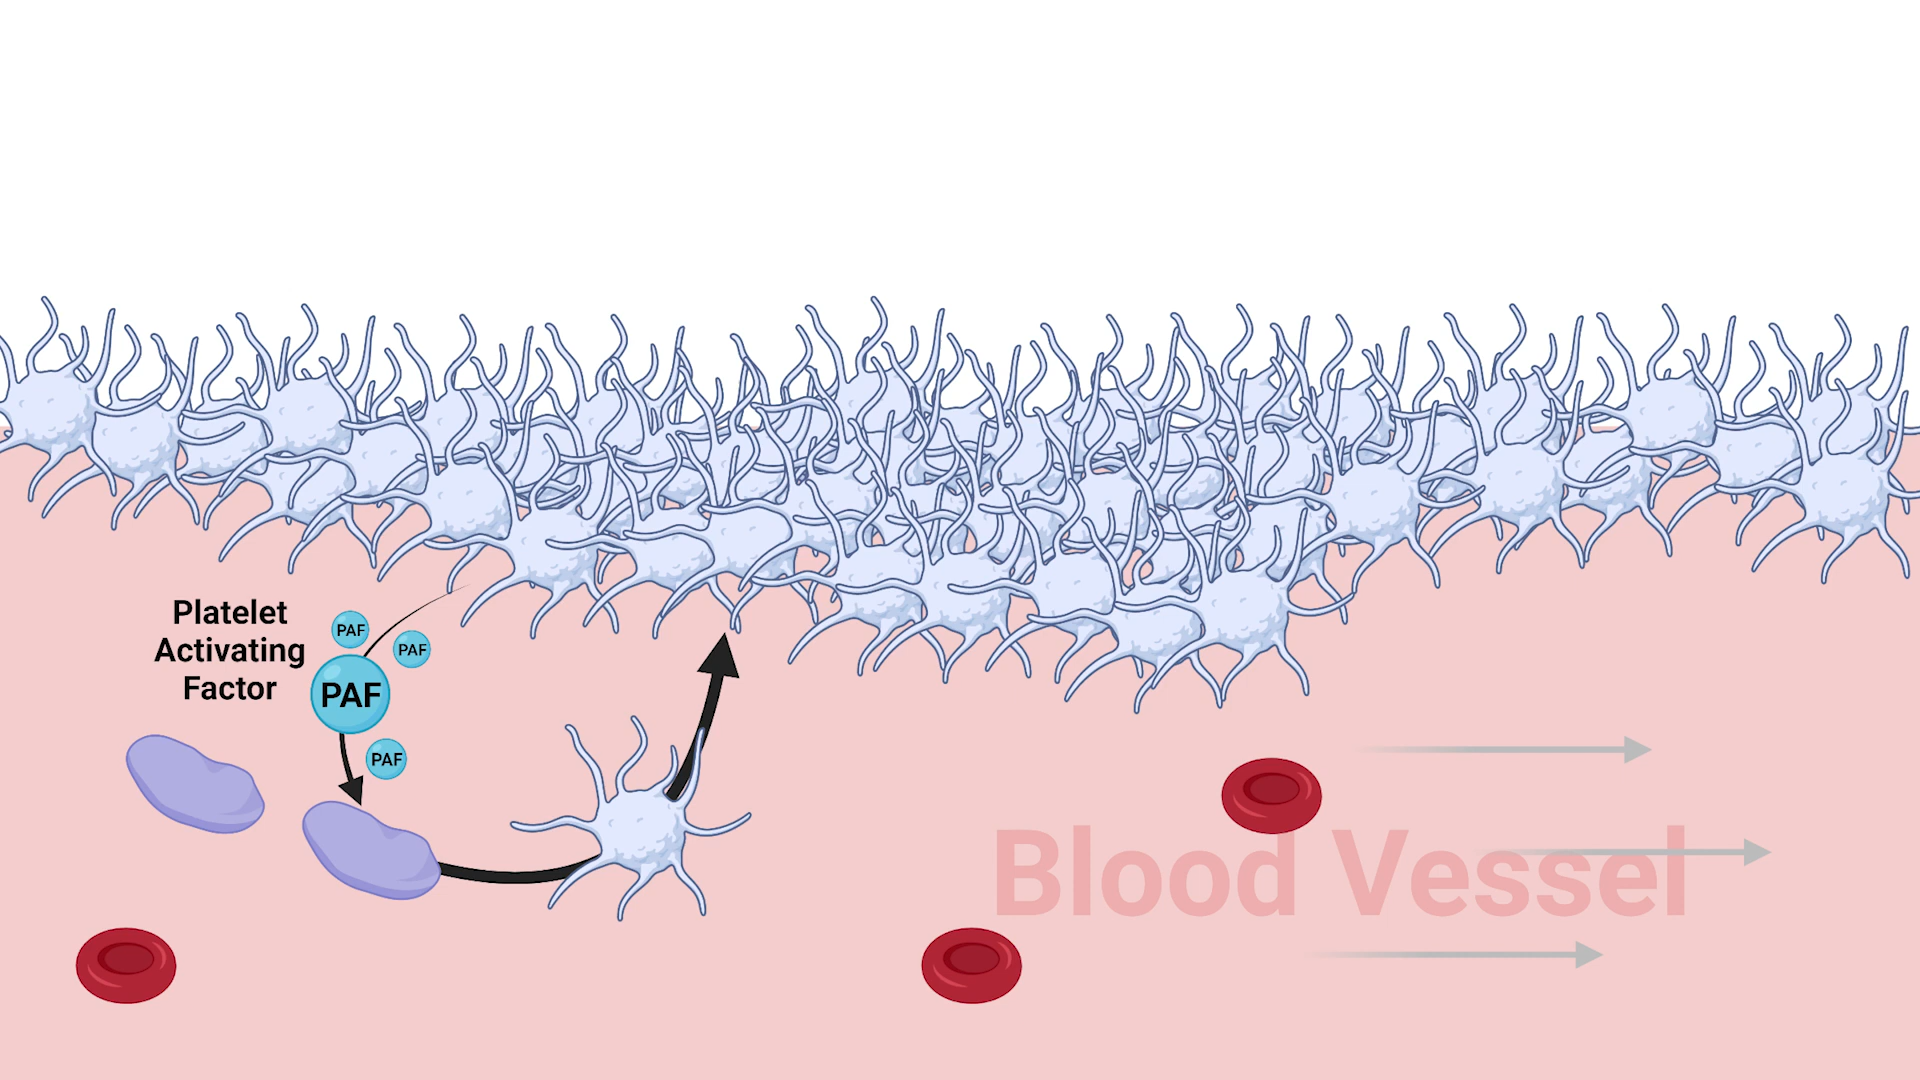 Platelet
Activating
Factor
PAF
PAF
PAF
PAF
Blood Vessel